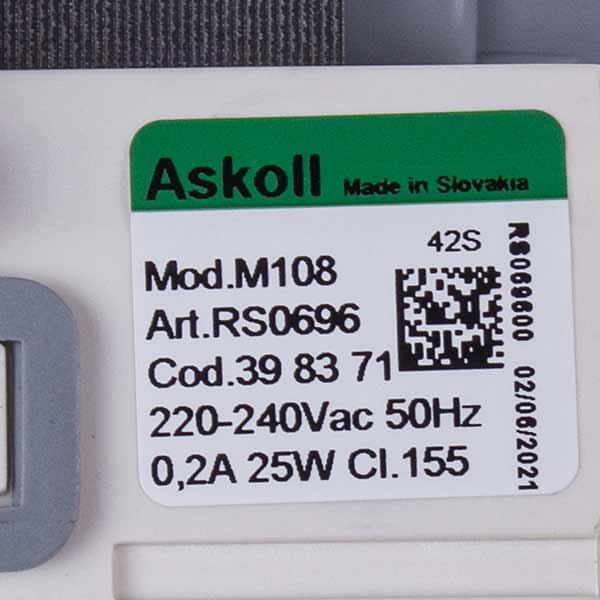 Askoll Made in Slovakia
42S
Mod.M108
Art.RS0696
Cod.39 83 71
220-240Vac 50Hz
0,2A 25W Cl.155
RS069600 02/06/2021